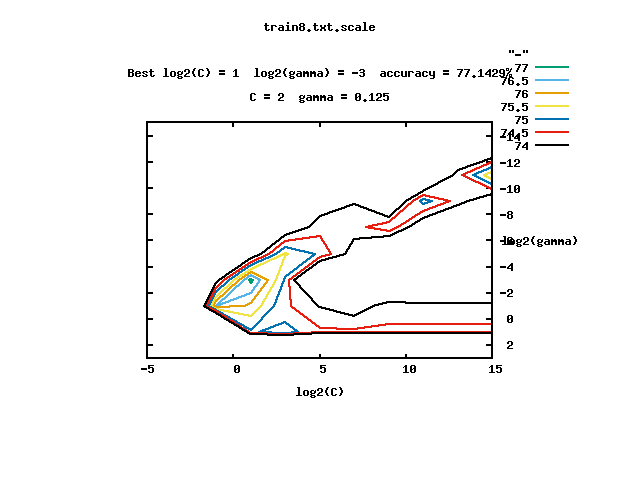 train8.txt.scale
"-"
Best log2(C) = 1  log2(gamma) = -3  accuracy = 77.1429%
77
76.5
C = 2  gamma = 0.125
76
75.5
75
74.5
74
-14
-12
-10
-8
-6
log2(gamma)
-4
-2
0
2
-5 0 5 10 15
log2(C)